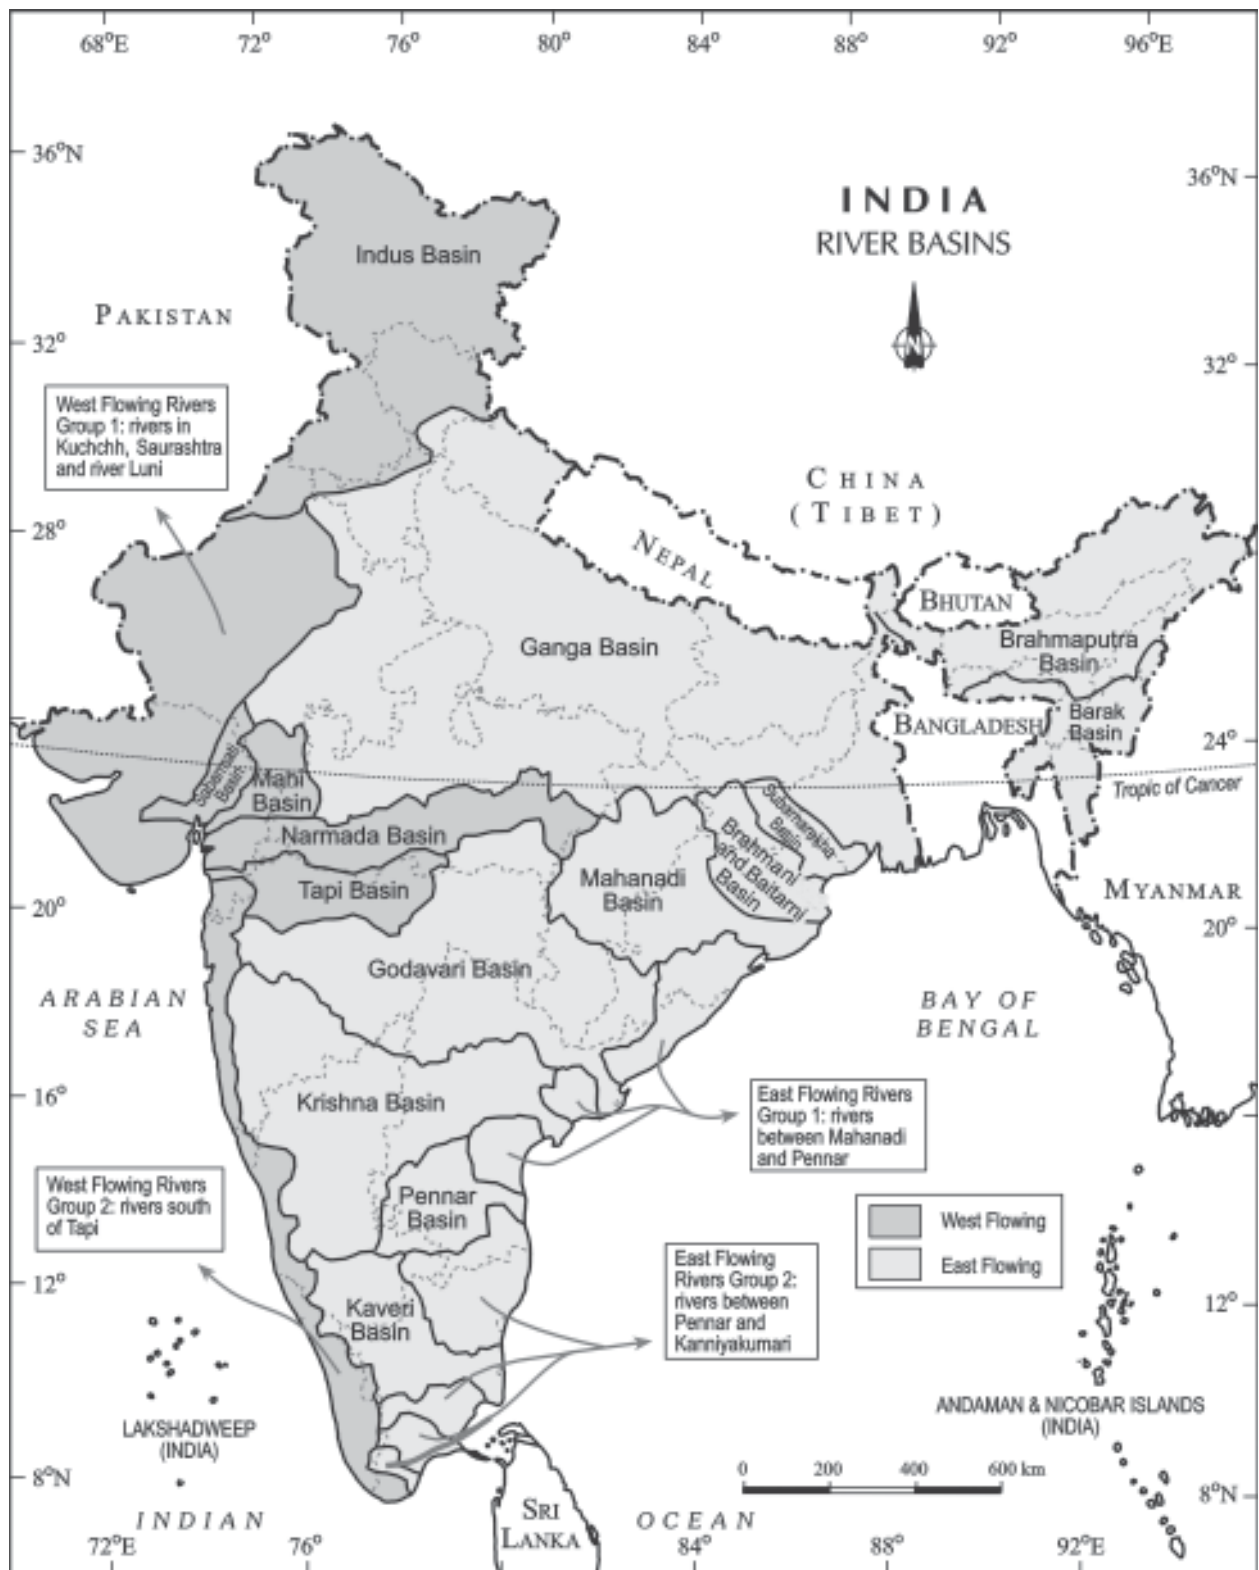 68°E 72° 76° 80° 84° 88° 92° 96°E
36°N
36°N
INDIA
RIVER BASINS
Indus Basin
PAKISTAN
N
32°
32°
West Flowing Rivers
Group 1: rivers in
Kuchchh, Saurashtra
and river Luni
CHINA
(TIBET)
28°
28°
NEPAL
BHUTAN
Ganga Basin
Brahmaputra
Basin
BANGLADESH
Barak
Basin
24°
Sabarmati
Basin
Mahi
Basin
Tropic of Cancer
Subarnarekha
Basin
Narmada Basin
Brahmani
and Baitarni
Basin
Tapi Basin
Mahanadi
Basin
MYANMAR
20°
20°
Godavari Basin
ARABIAN
SEA
BAY OF
BENGAL
16°
Krishna Basin
East Flowing Rivers
Group 1: rivers
between Mahanadi
and Pennar
West Flowing Rivers
Group 2: rivers south
of Tapi
Pennar
Basin
West Flowing
East Flowing
East Flowing
Rivers Group 2:
rivers between
Pennar and
Kanniyakumari
12°
12°
Kaveri
Basin
LAKSHADWEEP
(INDIA)
ANDAMAN & NICOBAR ISLANDS
(INDIA)
0 200 400 600 km
8°N
8°N
SRI
LANKA
INDIAN OCEAN
72°E 76° 84° 88° 92°E